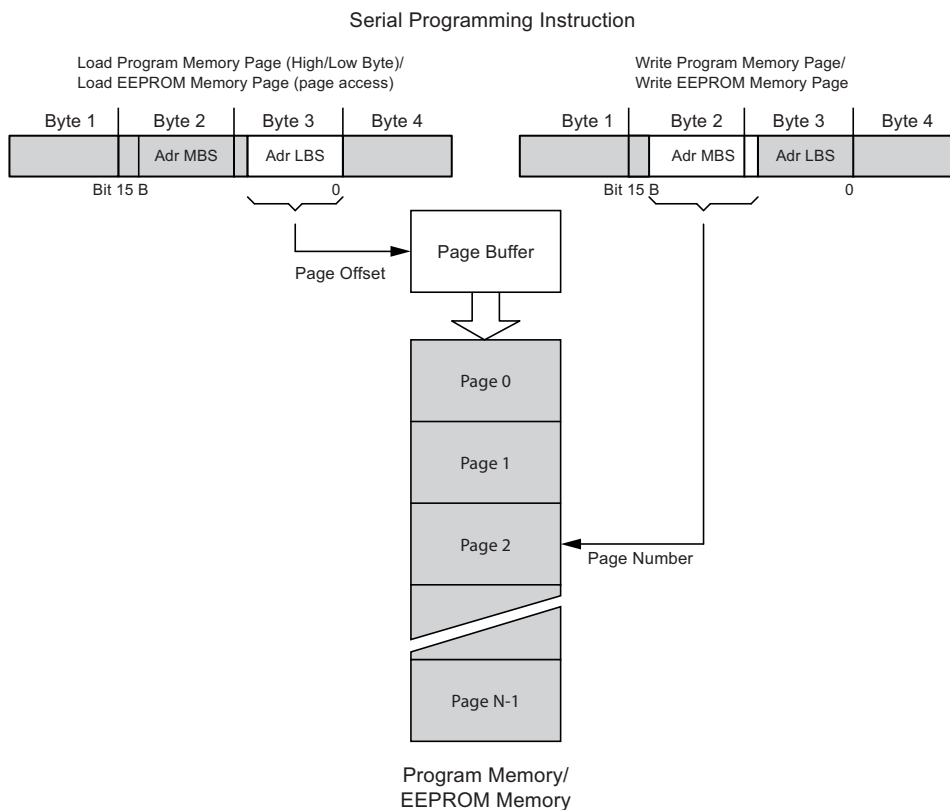 Serial Programming Instruction
Load Program Memory Page (High/Low Byte)/
Load EEPROM Memory Page (page access)
Byte 1 Byte 2 Byte 3 Byte 4
Adr MBS Adr LBS
Bit 15 B 0
Write Program Memory Page/
Write EEPROM Memory Page
Byte 1 Byte 2 Byte 3 Byte 4
Adr MBS Adr LBS
Bit 15 B 0
Page Offset
Page Buffer
Page 0
Page 1
Page 2
Page Number
Page N-1
Program Memory/
EEPROM Memory